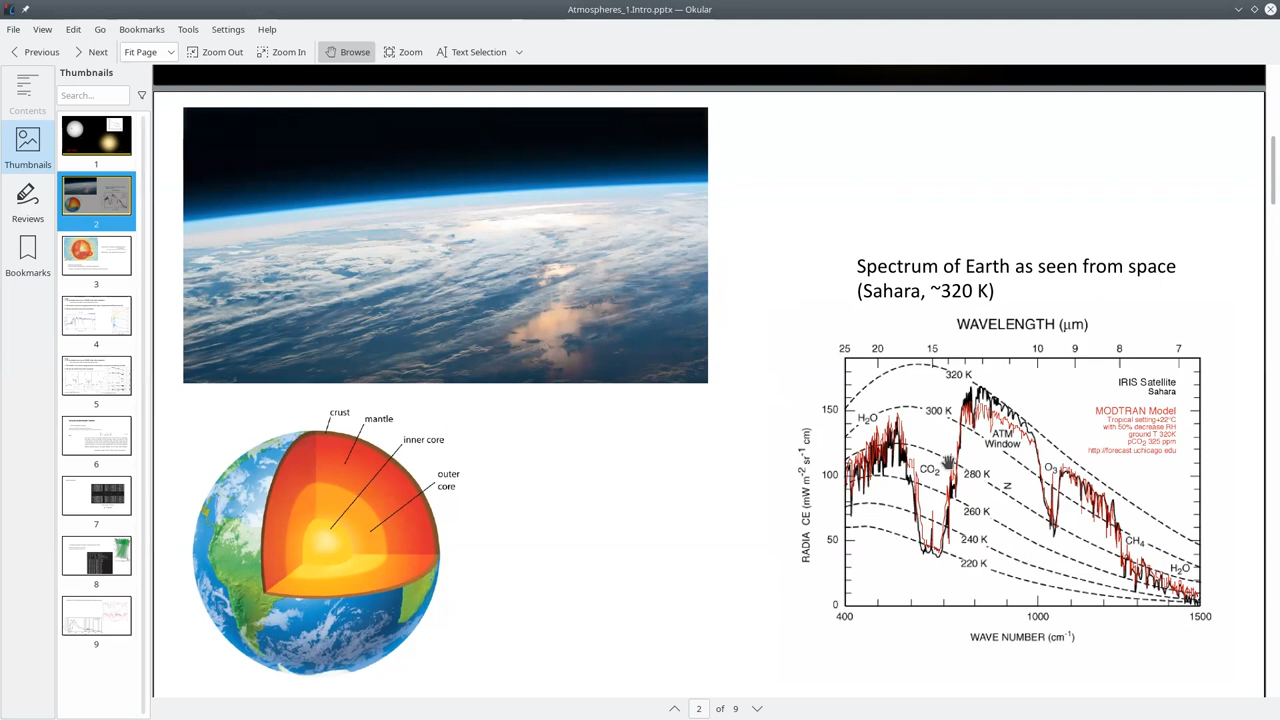 Atmospheres_1.Intro.pptx — Okular
File View Edit Go Bookmarks Tools Settings Help
Previous Next Fit Page Zoom Out Zoom In Browse Zoom Text Selection
Contents
Thumbnails
Reviews
Bookmarks
Thumbnails
Search...
1
2
3
4
5
6
7
8
9
crust
mantle
inner core
outer
core
Spectrum of Earth as seen from space
(Sahara, ~320 K)
WAVELENGTH (μm)
25 20 15 10 9 8 7
320 K
IRIS Satellite
Sahara
MODTRAN Model
Tropical setting+22°C
with 50% decrease RH
ground T 320K
pCO2 325 ppm
http://forecast.uchicago.edu
150
100
50
0
H2O
300 K
ATM
Window
CO2
280 K
O3
N
260 K
240 K
220 K
CH4
H2O
RADIA CE (mW m-2 sr-1 cm)
400 1000 1500
WAVE NUMBER (cm-1)
2 of 9